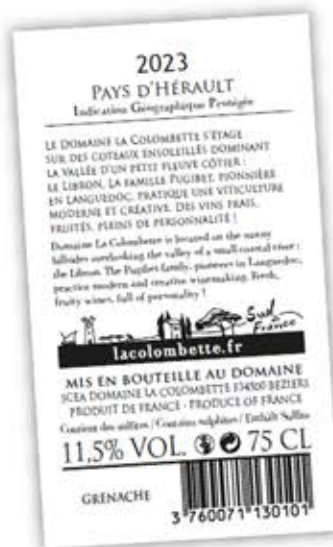 2023
PAYS D'HÉRAULT
Indication Géographique Protégée
LE DOMAINE LA COLOMBETTE S'ÉTAGE
SUR DES COTEAUX ENSOLEILLÉS DOMINANT
LA VALLÉE D'UN PETIT FLEUVE CÔTIER :
LE LIBRON, LA FAMILLE PUGIBET, PIONNIÈRE
EN LANGUEDOC, PRATIQUE UNE VITICULTURE
MODERNE ET CRÉATIVE. DES VINS FRAIS,
FRUITÉS, PLEINS DE PERSONNALITÉ !
Domaine La Colombette is located on the sunny
hillsides overlooking the valley of a small coastal river :
the Libron. The Pugibet family, pioneers in Languedoc,
practice modern and creative winemaking. Fresh,
fruity wines, full of personality !
Sud
France
lacolombette.fr
MIS EN BOUTEILLE AU DOMAINE
SCEA DOMAINE LA COLOMBETTE F34500 BEZIERS
PRODUIT DE FRANCE - PRODUCE OF FRANCE
Contient des sulfites / Contains sulphites / Enthält Sulfite
11,5% VOL. 75 CL
GRENACHE
3 760071 130101